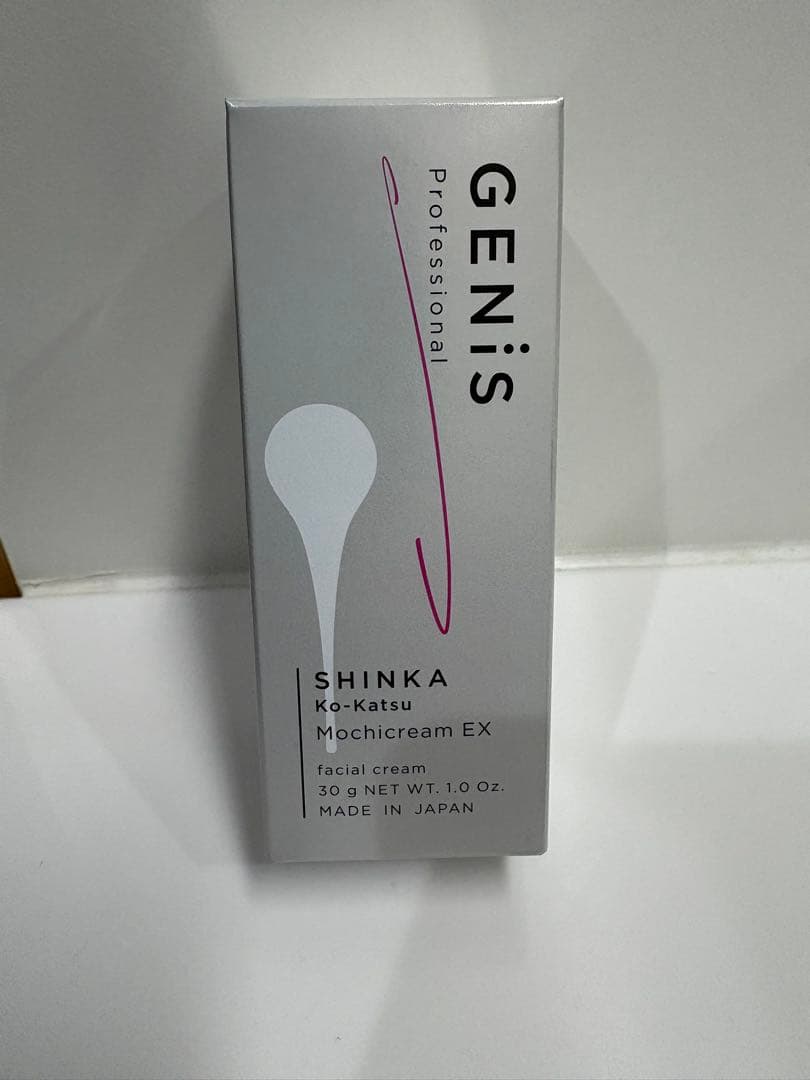 GENiS
Professional
SHINKA
Ko-Katsu
Mochicream EX
facial cream
30 g NET WT. 1.0 Oz.
MADE IN JAPAN